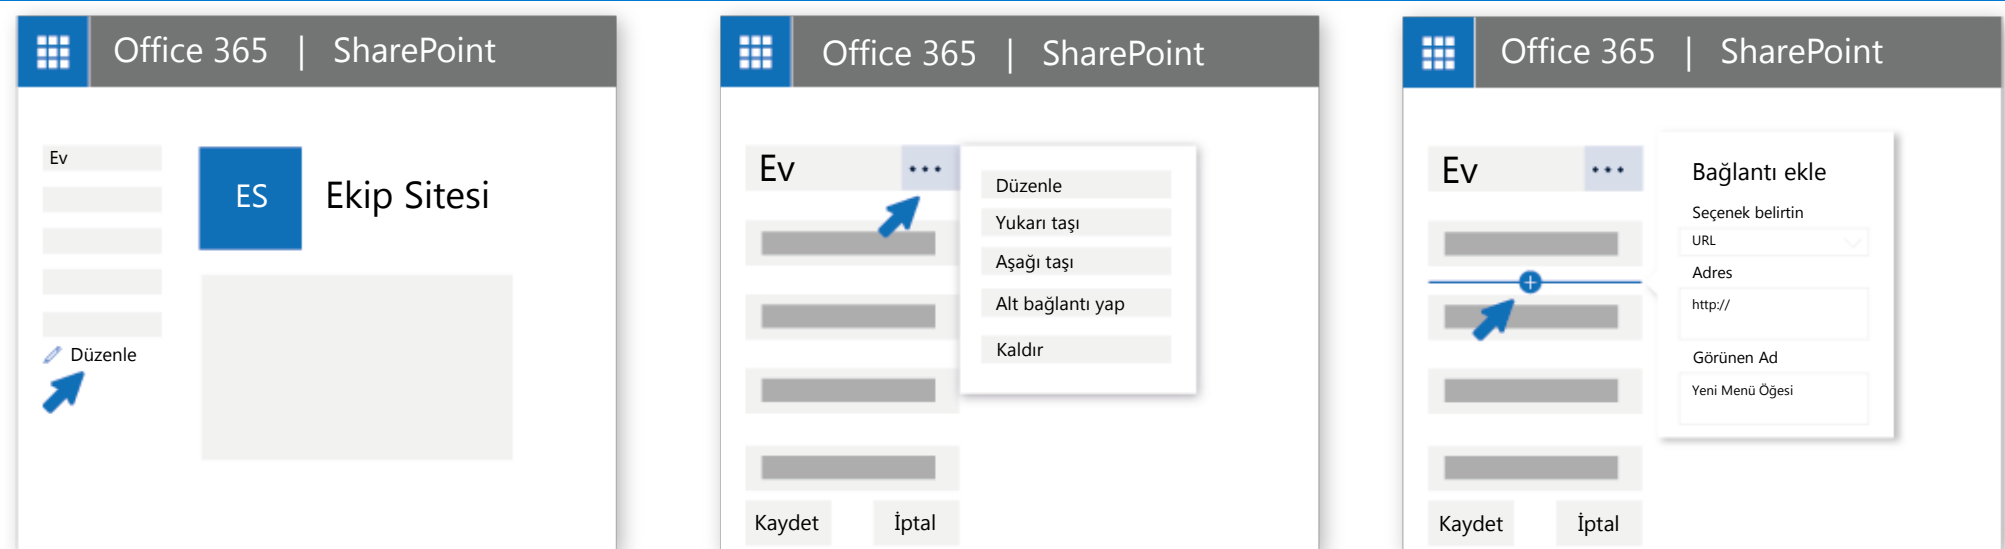 Office 365 | SharePoint
Ev
ES
Ekip Sitesi
Düzenle
Office 365 | SharePoint
Ev
Düzenle
Yukarı taşı
Aşağı taşı
Alt bağlantı yap
Kaldır
Kaydet
İptal
Office 365 | SharePoint
Ev
Bağlantı ekle
Seçenek belirtin
URL
Adres
http://
Görünen Ad
Yeni Menü Öğesi
Kaydet
İptal